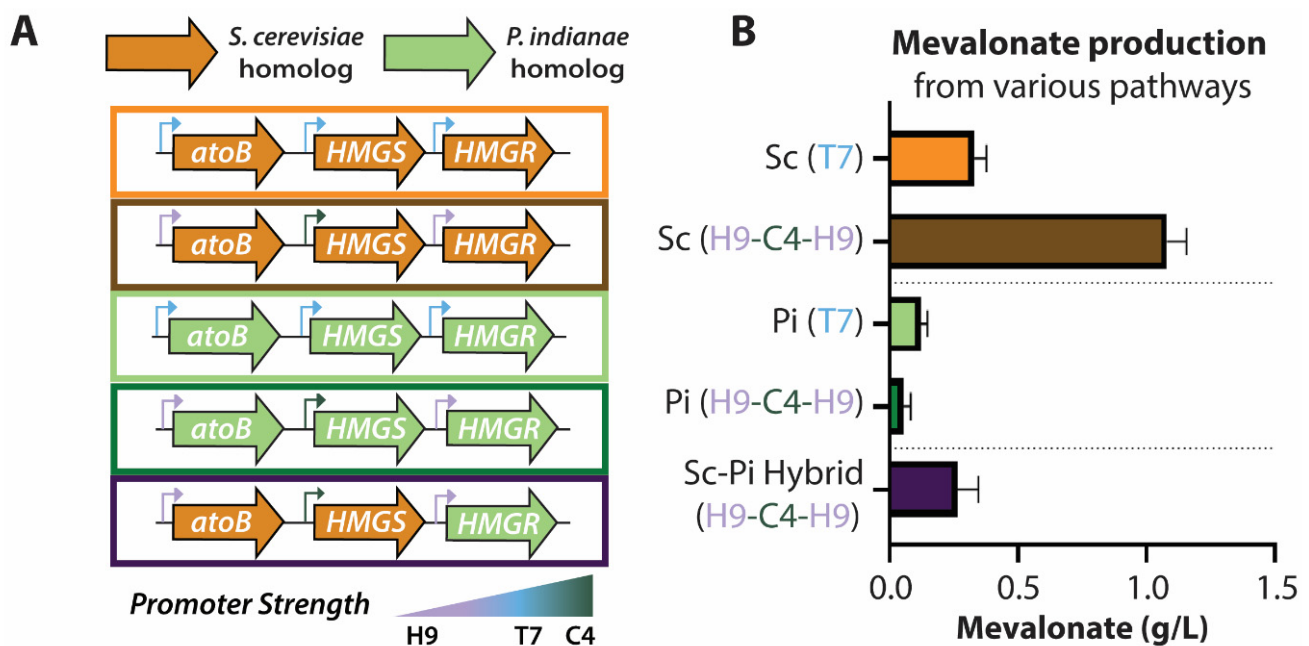 A
S. cerevisiae
homolog
P. indianae
homolog
atoB HMGS HMGR
atoB HMGS HMGR
atoB HMGS HMGR
atoB HMGS HMGR
atoB HMGS HMGR
Promoter Strength
H9 T7 C4
B
Mevalonate production
from various pathways
Sc (T7)
Sc (H9-C4-H9)
Pi (T7)
Pi (H9-C4-H9)
Sc-Pi Hybrid
(H9-C4-H9)
0.0 0.5 1.0 1.5
Mevalonate (g/L)